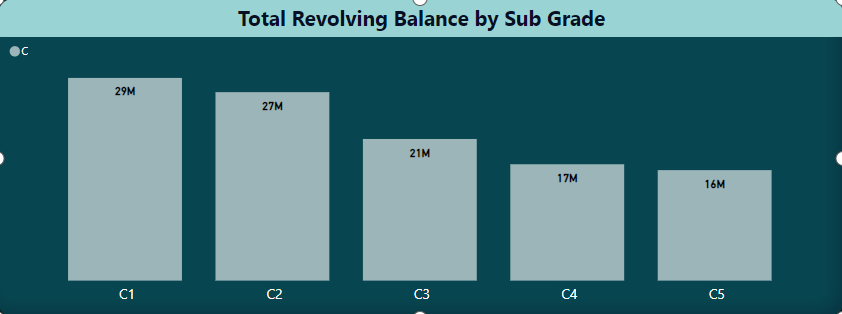 Total Revolving Balance by Sub Grade
C
29M
27M
21M
17M
16M
C1 C2 C3 C4 C5